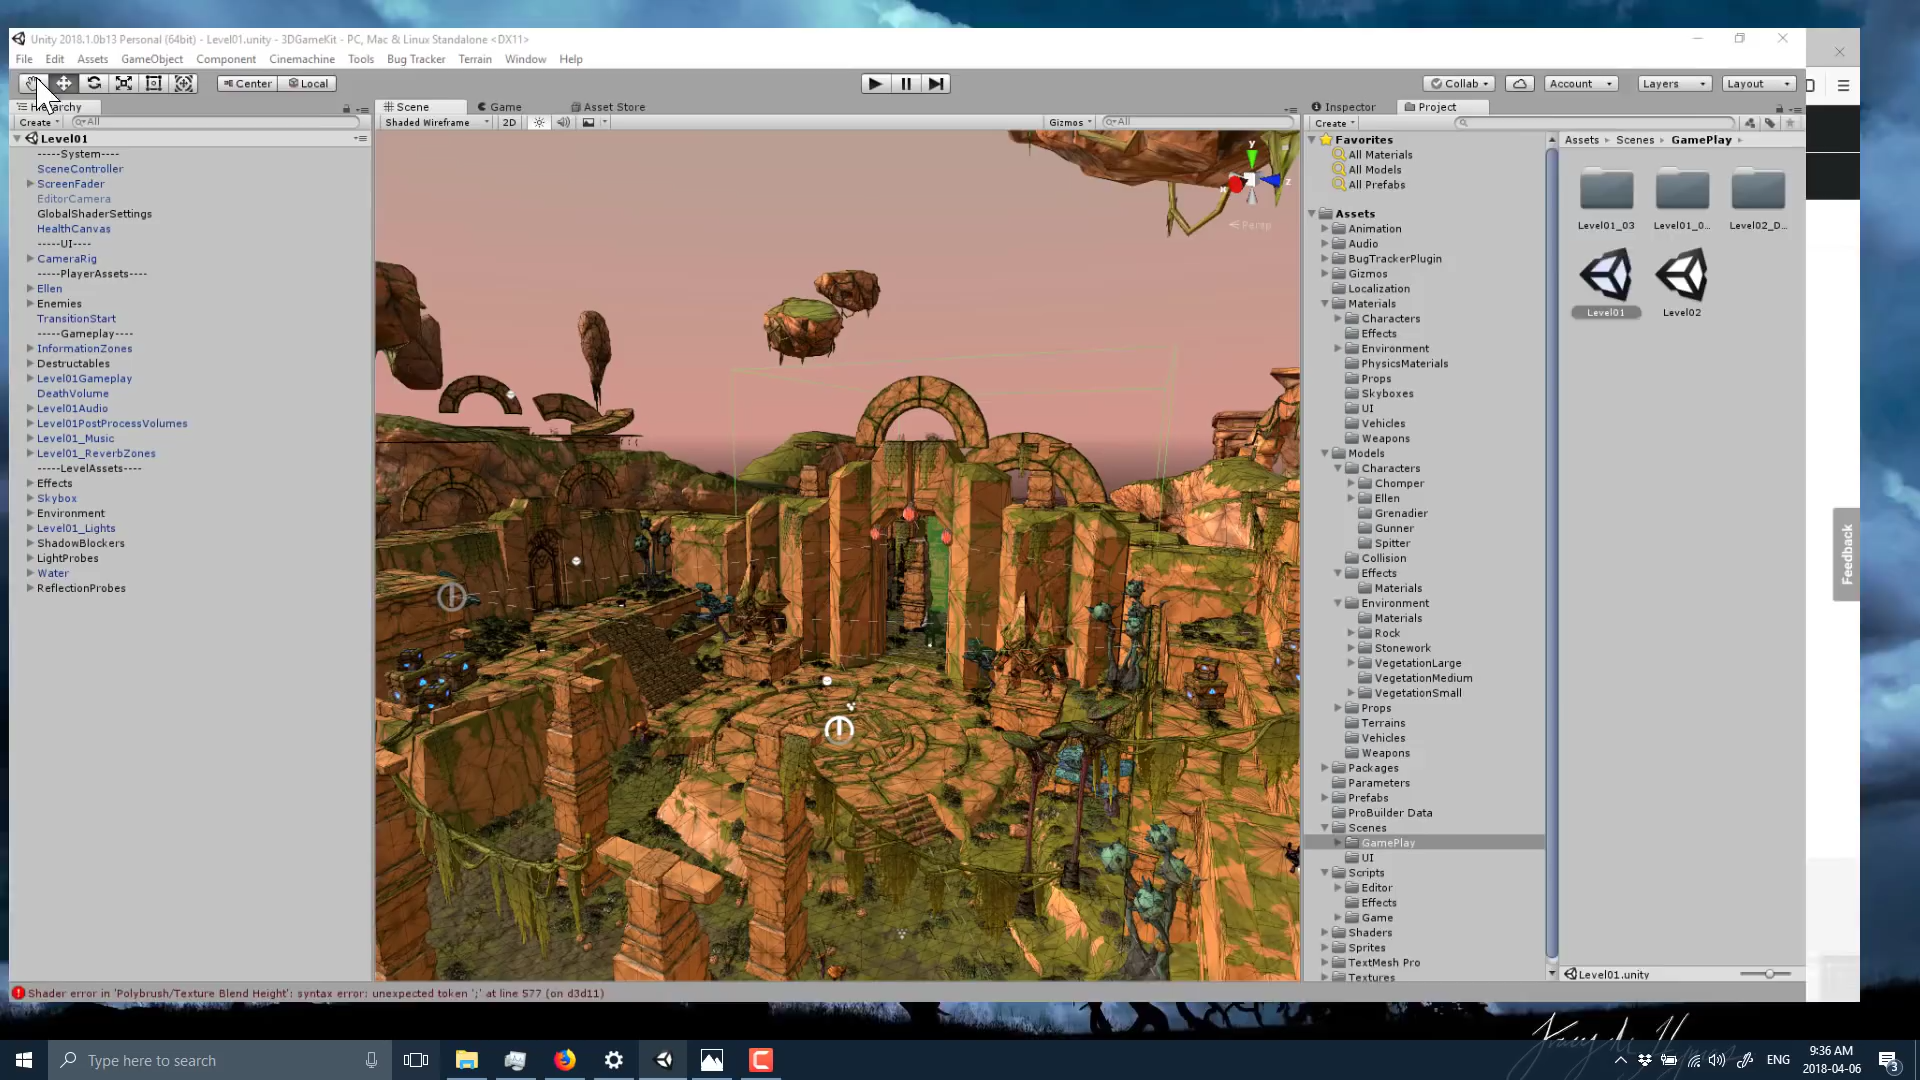 Unity 2018.1.0b13 Personal (64bit) - Level01.unity - 3DGameKit - PC, Mac & Linux Standalone <DX11>
File Edit Assets GameObject Component Cinemachine Tools Bug Tracker Terrain Window Help
Center Local Collab Account Layers Layout
Hierarchy
Create All
Level01
-----System----
SceneController
ScreenFader
EditorCamera
GlobalShaderSettings
HealthCanvas
-----UI----
CameraRig
-----PlayerAssets----
Ellen
Enemies
TransitionStart
-----Gameplay----
InformationZones
Destructables
Level01Gameplay
DeathVolume
Level01Audio
Level01PostProcessVolumes
Level01_Music
Level01_ReverbZones
-----LevelAssets----
Effects
Skybox
Environment
Level01_Lights
ShadowBlockers
LightProbes
Water
ReflectionProbes
Scene Game Asset Store
Shaded Wireframe 2D Gizmos All
y
x z
Persp
Inspector Project
Create
Favorites
All Materials
All Models
All Prefabs
Assets
Animation
Audio
BugTrackerPlugin
Gizmos
Localization
Materials
Characters
Effects
Environment
PhysicsMaterials
Props
Skyboxes
UI
Vehicles
Weapons
Models
Characters
Chomper
Ellen
Grenadier
Gunner
Spitter
Collision
Effects
Materials
Environment
Materials
Rock
Stonework
VegetationLarge
VegetationMedium
VegetationSmall
Props
Terrains
Vehicles
Weapons
Packages
Parameters
Prefabs
ProBuilder Data
Scenes
GamePlay
UI
Scripts
Editor
Effects
Game
Shaders
Sprites
TextMesh Pro
Textures
Assets Scenes GamePlay
Level01_03 Level01_0... Level02_D...
Level01 Level02
Level01.unity
Feedback
Shader error in 'Polybrush/Texture Blend Height': syntax error: unexpected token ';' at line 577 (on d3d11)
Type here to search
ENG
9:36 AM
2018-04-06
3